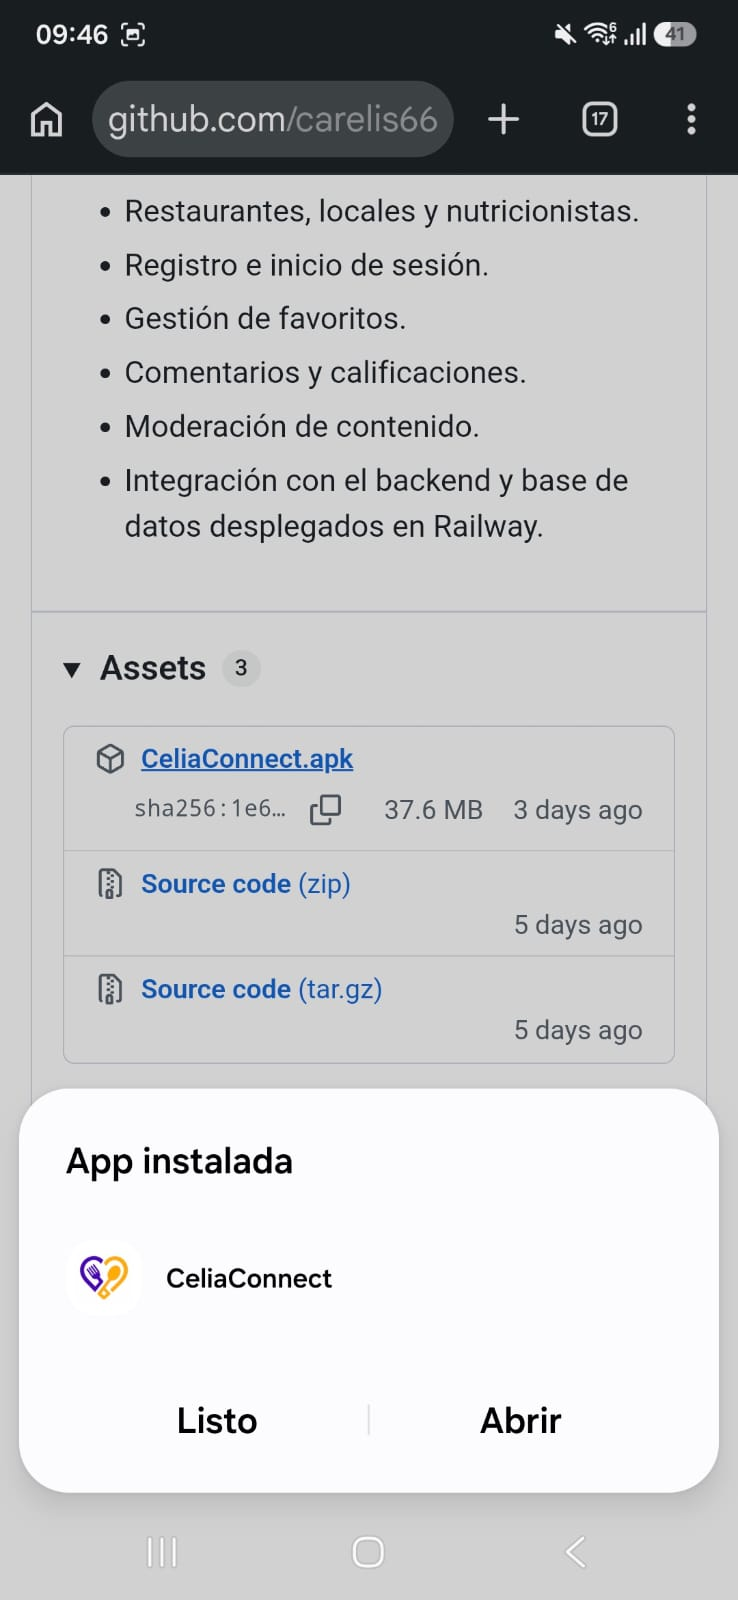 09:46
6
41
github.com/carelis66
17
• Restaurantes, locales y nutricionistas.
• Registro e inicio de sesión.
• Gestión de favoritos.
• Comentarios y calificaciones.
• Moderación de contenido.
• Integración con el backend y base de
datos desplegados en Railway.
▼ Assets 3
CeliaConnect.apk
sha256:1e6… 37.6 MB 3 days ago
Source code (zip)
5 days ago
Source code (tar.gz)
5 days ago
App instalada
CeliaConnect
Listo Abrir